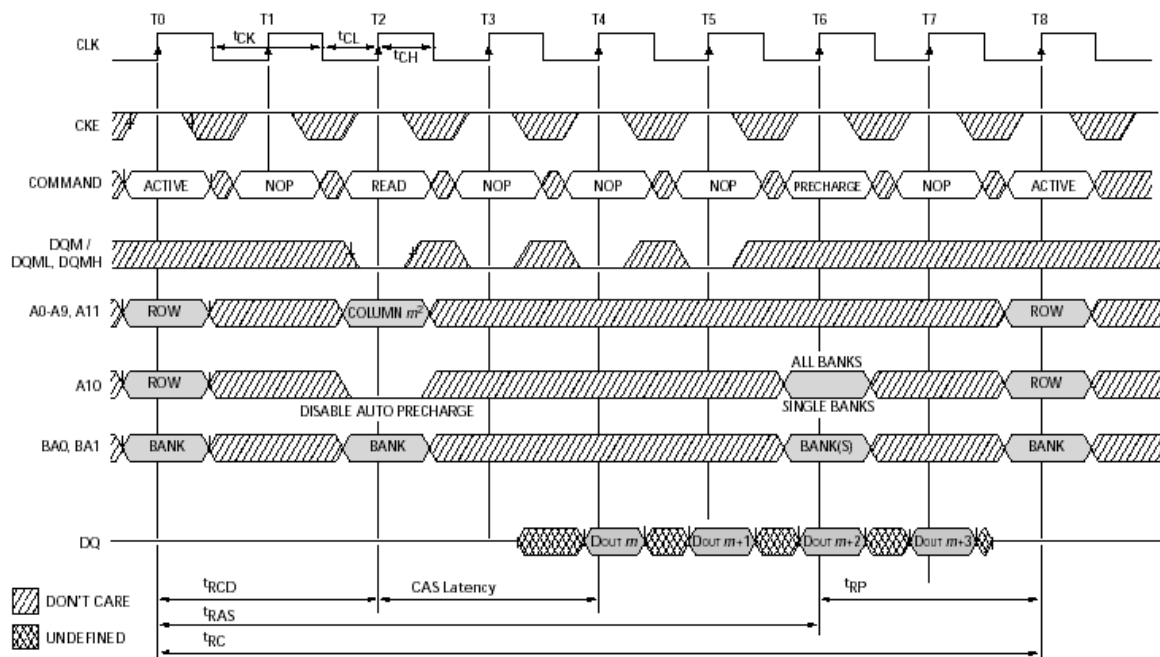 T0 T1 T2 T3 T4 T5 T6 T7 T8
CLK
tCK tCL
tCH
CKE
COMMAND ACTIVE NOP READ NOP NOP NOP PRECHARGE NOP ACTIVE
DQM /
DQML, DQMH
A0-A9, A11 ROW COLUMN m2 ROW
ALL BANKS
A10 ROW ROW
DISABLE AUTO PRECHARGE SINGLE BANKS
BA0, BA1 BANK BANK BANK(S) BANK
DQ DOUT m DOUT m+1 DOUT m+2 DOUT m+3
tRCD CAS Latency tRP
DON'T CARE
tRAS
UNDEFINED
tRC